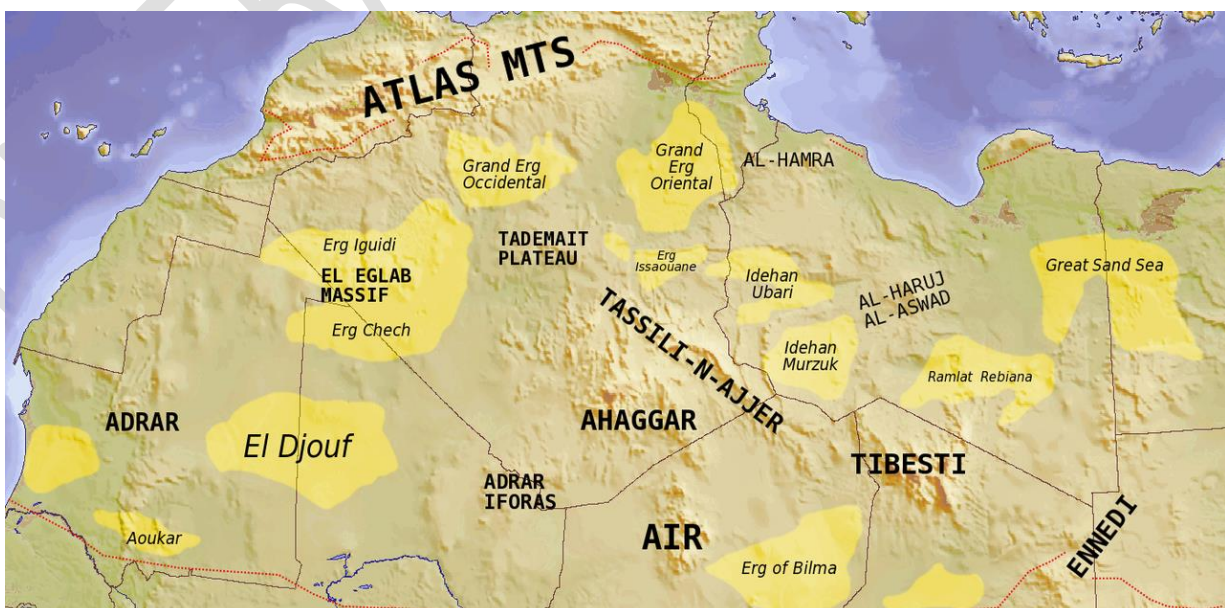 ATLAS MTS
Grand Erg
Occidental
Grand
Erg
Oriental
AL-HAMRA
Erg Iguidi
TADEMAIT
PLATEAU
Erg
Issaouane
Idehan
Ubari
Great Sand Sea
EL EGLAB
MASSIF
AL-HARUJ
AL-ASWAD
Erg Chech
TASSILI-N-AJJER
Idehan
Murzuk
Ramlat Rebiana
ADRAR
AHAGGAR
El Djouf
TIBESTI
ADRAR
IFORAS
AIR
Aoukar
Erg of Bilma
ENNEDI